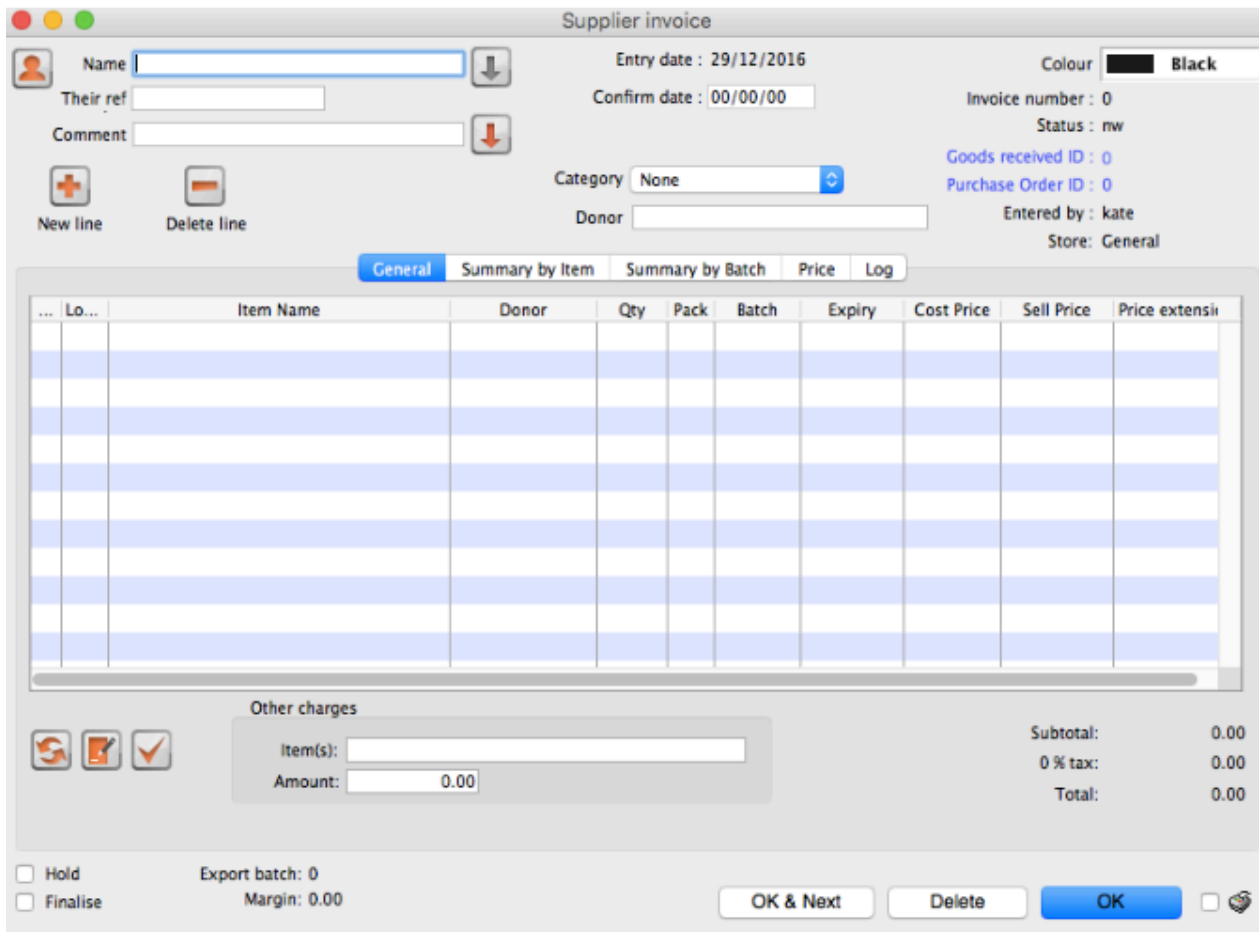 Supplier invoice
Name
Entry date : 29/12/2016
Colour Black
Their ref
Confirm date : 00/00/00
Invoice number : 0
Comment
Status : nw
Goods received ID : 0
Category None
Purchase Order ID : 0
New line Delete line
Donor
Entered by : kate
Store: General
General Summary by Item Summary by Batch Price Log
... Lo... Item Name Donor Qty Pack Batch Expiry Cost Price Sell Price Price extensi
Other charges
Item(s):
Amount: 0.00
Subtotal: 0.00
0 % tax: 0.00
Total: 0.00
Hold
Export batch: 0
Finalise
Margin: 0.00
OK & Next Delete OK